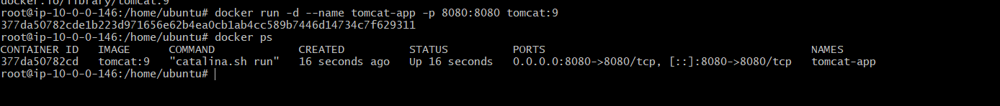 docker.io/library/tomcat:9
root@ip-10-0-0-146:/home/ubuntu# docker run -d --name tomcat-app -p 8080:8080 tomcat:9
377da50782cde1b223d971656e62b4ea0cb1ab4cc589b7446d14734c7f629311
root@ip-10-0-0-146:/home/ubuntu# docker ps
CONTAINER ID   IMAGE      COMMAND             CREATED          STATUS          PORTS                                         NAMES
377da50782cd   tomcat:9   "catalina.sh run"   16 seconds ago   Up 16 seconds   0.0.0.0:8080->8080/tcp, [::]:8080->8080/tcp   tomcat-app
root@ip-10-0-0-146:/home/ubuntu#